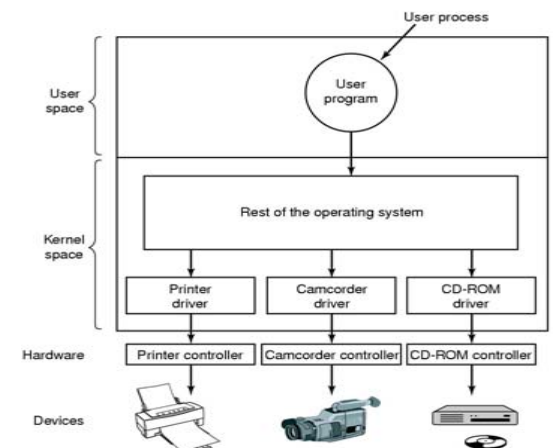 User process
User
space
User
program
Kernel
space
Rest of the operating system
Printer
driver
Camcorder
driver
CD-ROM
driver
Hardware
Printer controller
Camcorder controller
CD-ROM controller
Devices